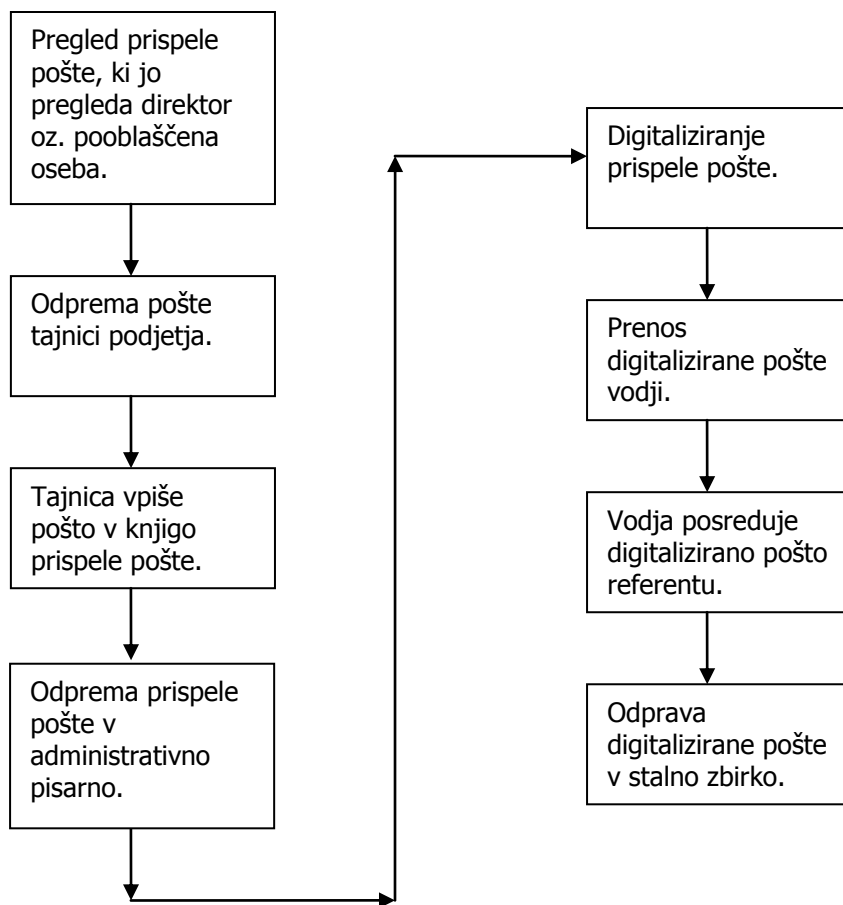 Pregled prispele
pošte, ki jo
pregleda direktor
oz. pooblaščena
oseba.
Odprema pošte
tajnici podjetja.
Tajnica vpiše
pošto v knjigo
prispele pošte.
Odprema prispele
pošte v
administrativno
pisarno.
Digitaliziranje
prispele pošte.
Prenos
digitalizirane pošte
vodji.
Vodja posreduje
digitalizirano pošto
referentu.
Odprava
digitalizirane pošte
v stalno zbirko.